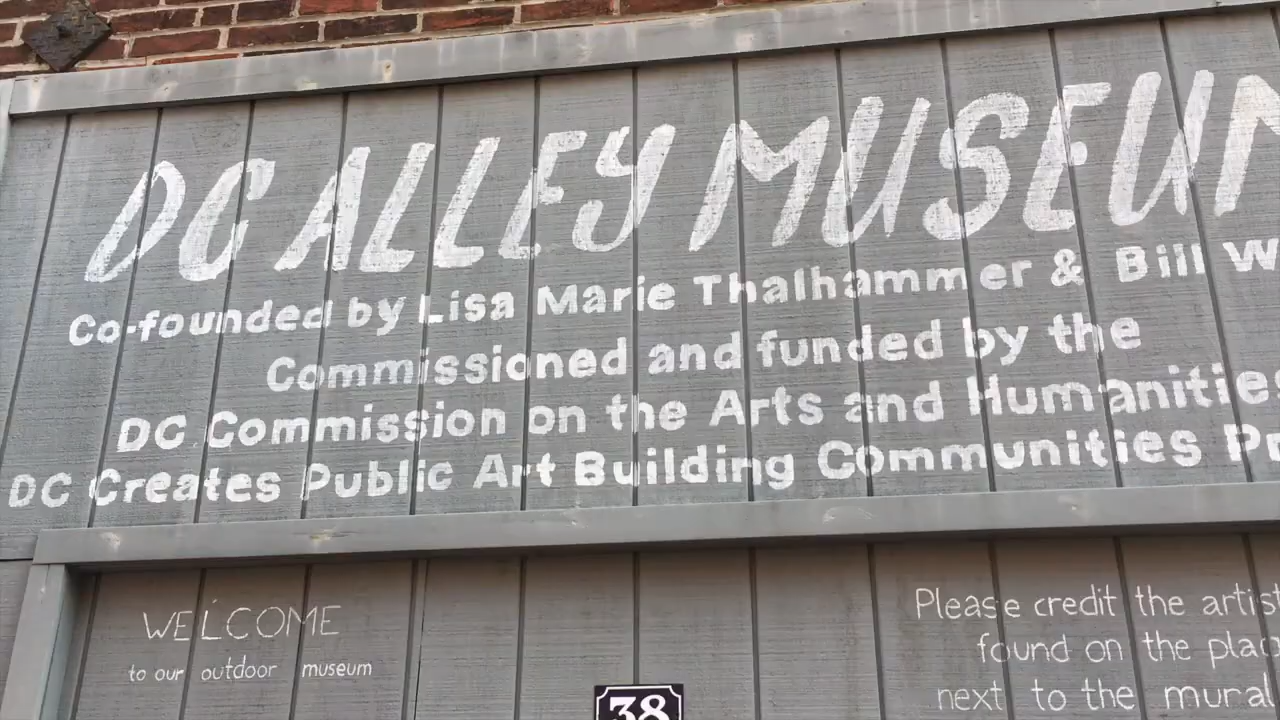 DC ALLEY MUSEUM
Co-founded by Lisa Marie Thalhammer & Bill
Commissioned and funded by the
DC Commission on the Arts and Humanities
DC Creates Public Art Building Communities
WELCOME
to our outdoor museum
38
Please credit the
found on the
next to the mural